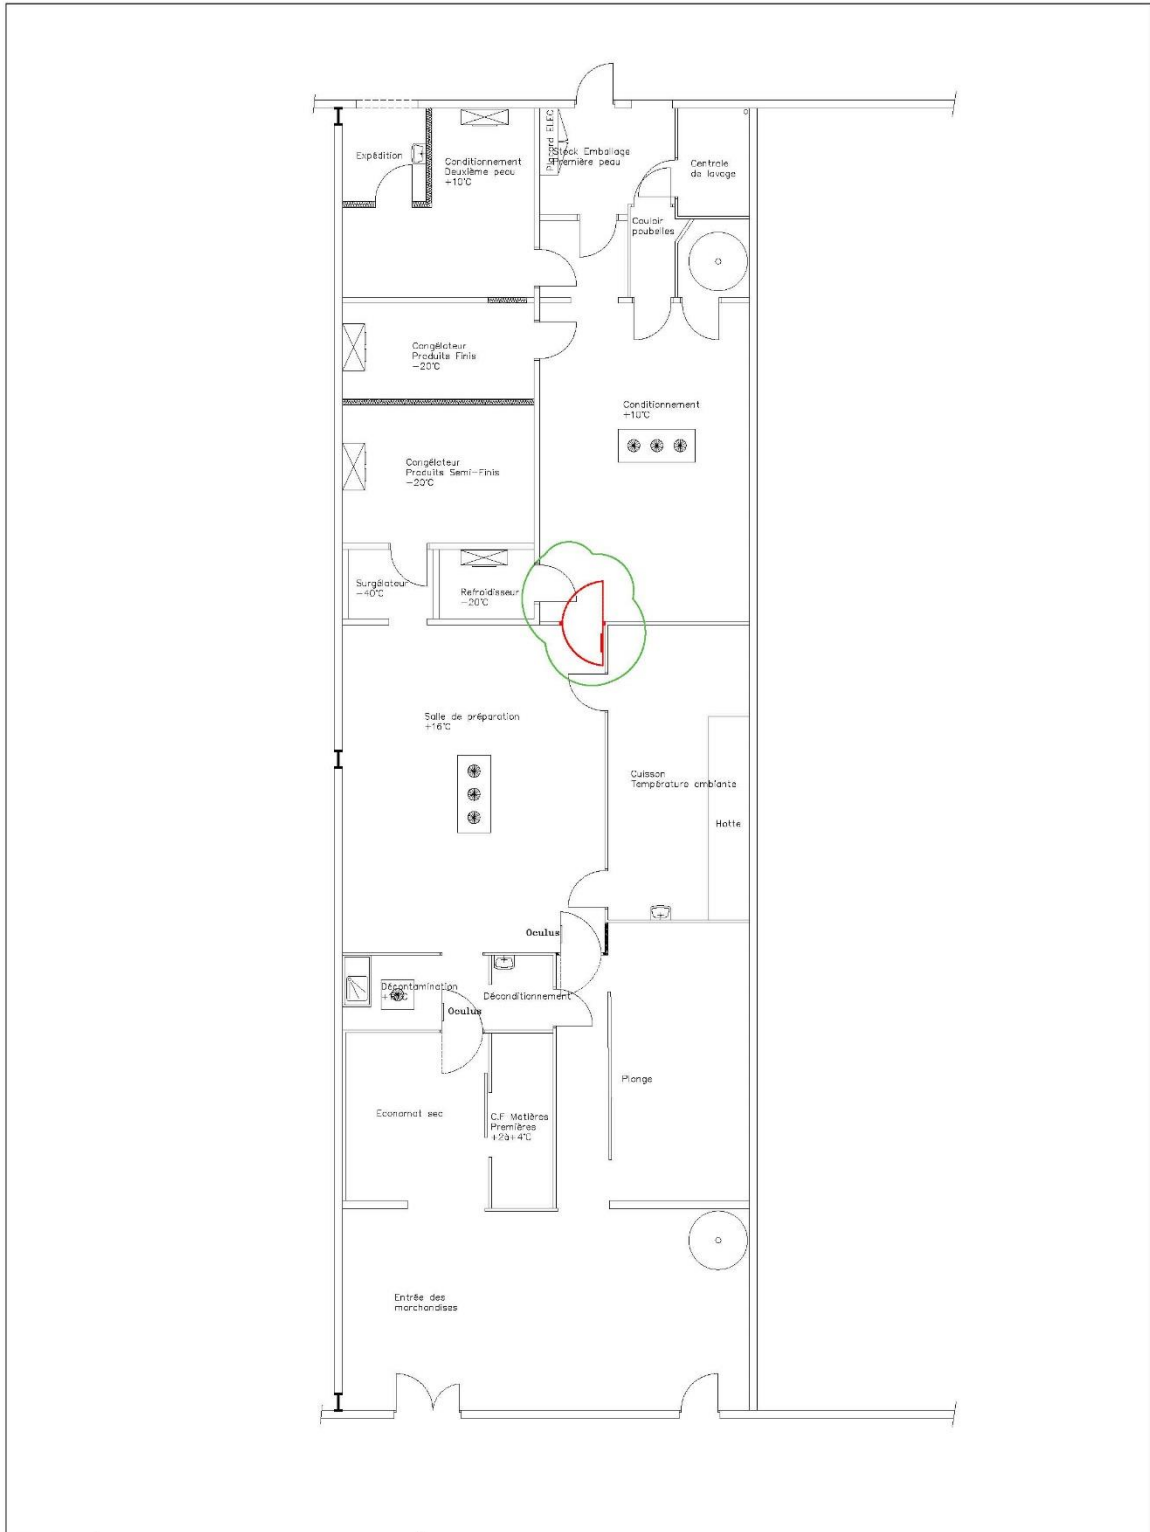 Expédition
Conditionnement
Deuxième peau
+10°C
Placard ELEC
Stock Emballage
Première peau
Centrale
de lavage
Couloir
poubelles
Congélateur
Produits Finis
-20°C
Conditionnement
+10°C
Congélateur
Produits Semi-Finis
-20°C
Surgélateur
-40°C
Refroidisseur
-20°C
Salle de préparation
+16°C
Cuisson
Température ambiante
Hotte
Oculus
Décontamination
Déconditionnement
Oculus
Plonge
Economat sec
C.F Matières
Premières
+2à+4°C
Entrée des
marchandises